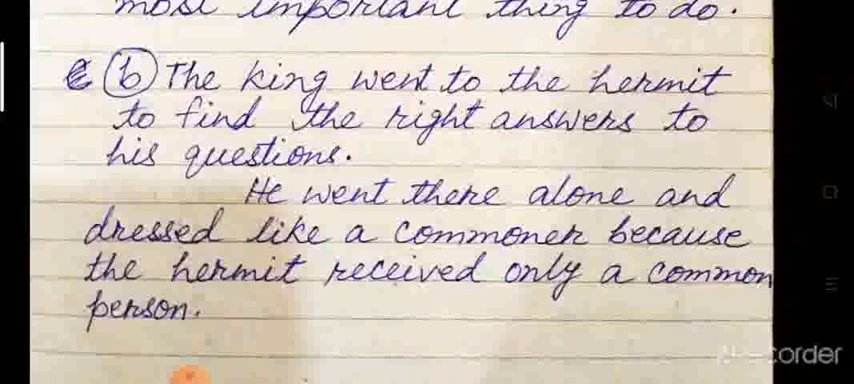 most important thing to do.
(b) The king went to the hermit
to find the right answers to
his questions.
He went there alone and
dressed like a commoner because
the hermit received only a common
person.
corder